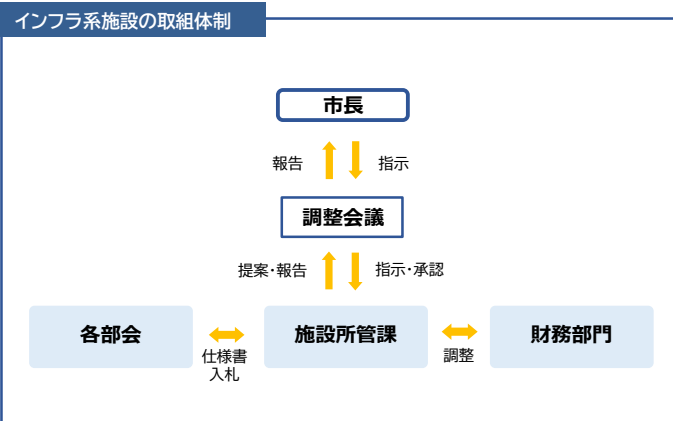 インフラ系施設の取組体制
市長
報告
指示
調整会議
提案・報告
指示・承認
各部会
施設所管課
財務部門
仕様書
入札
調整